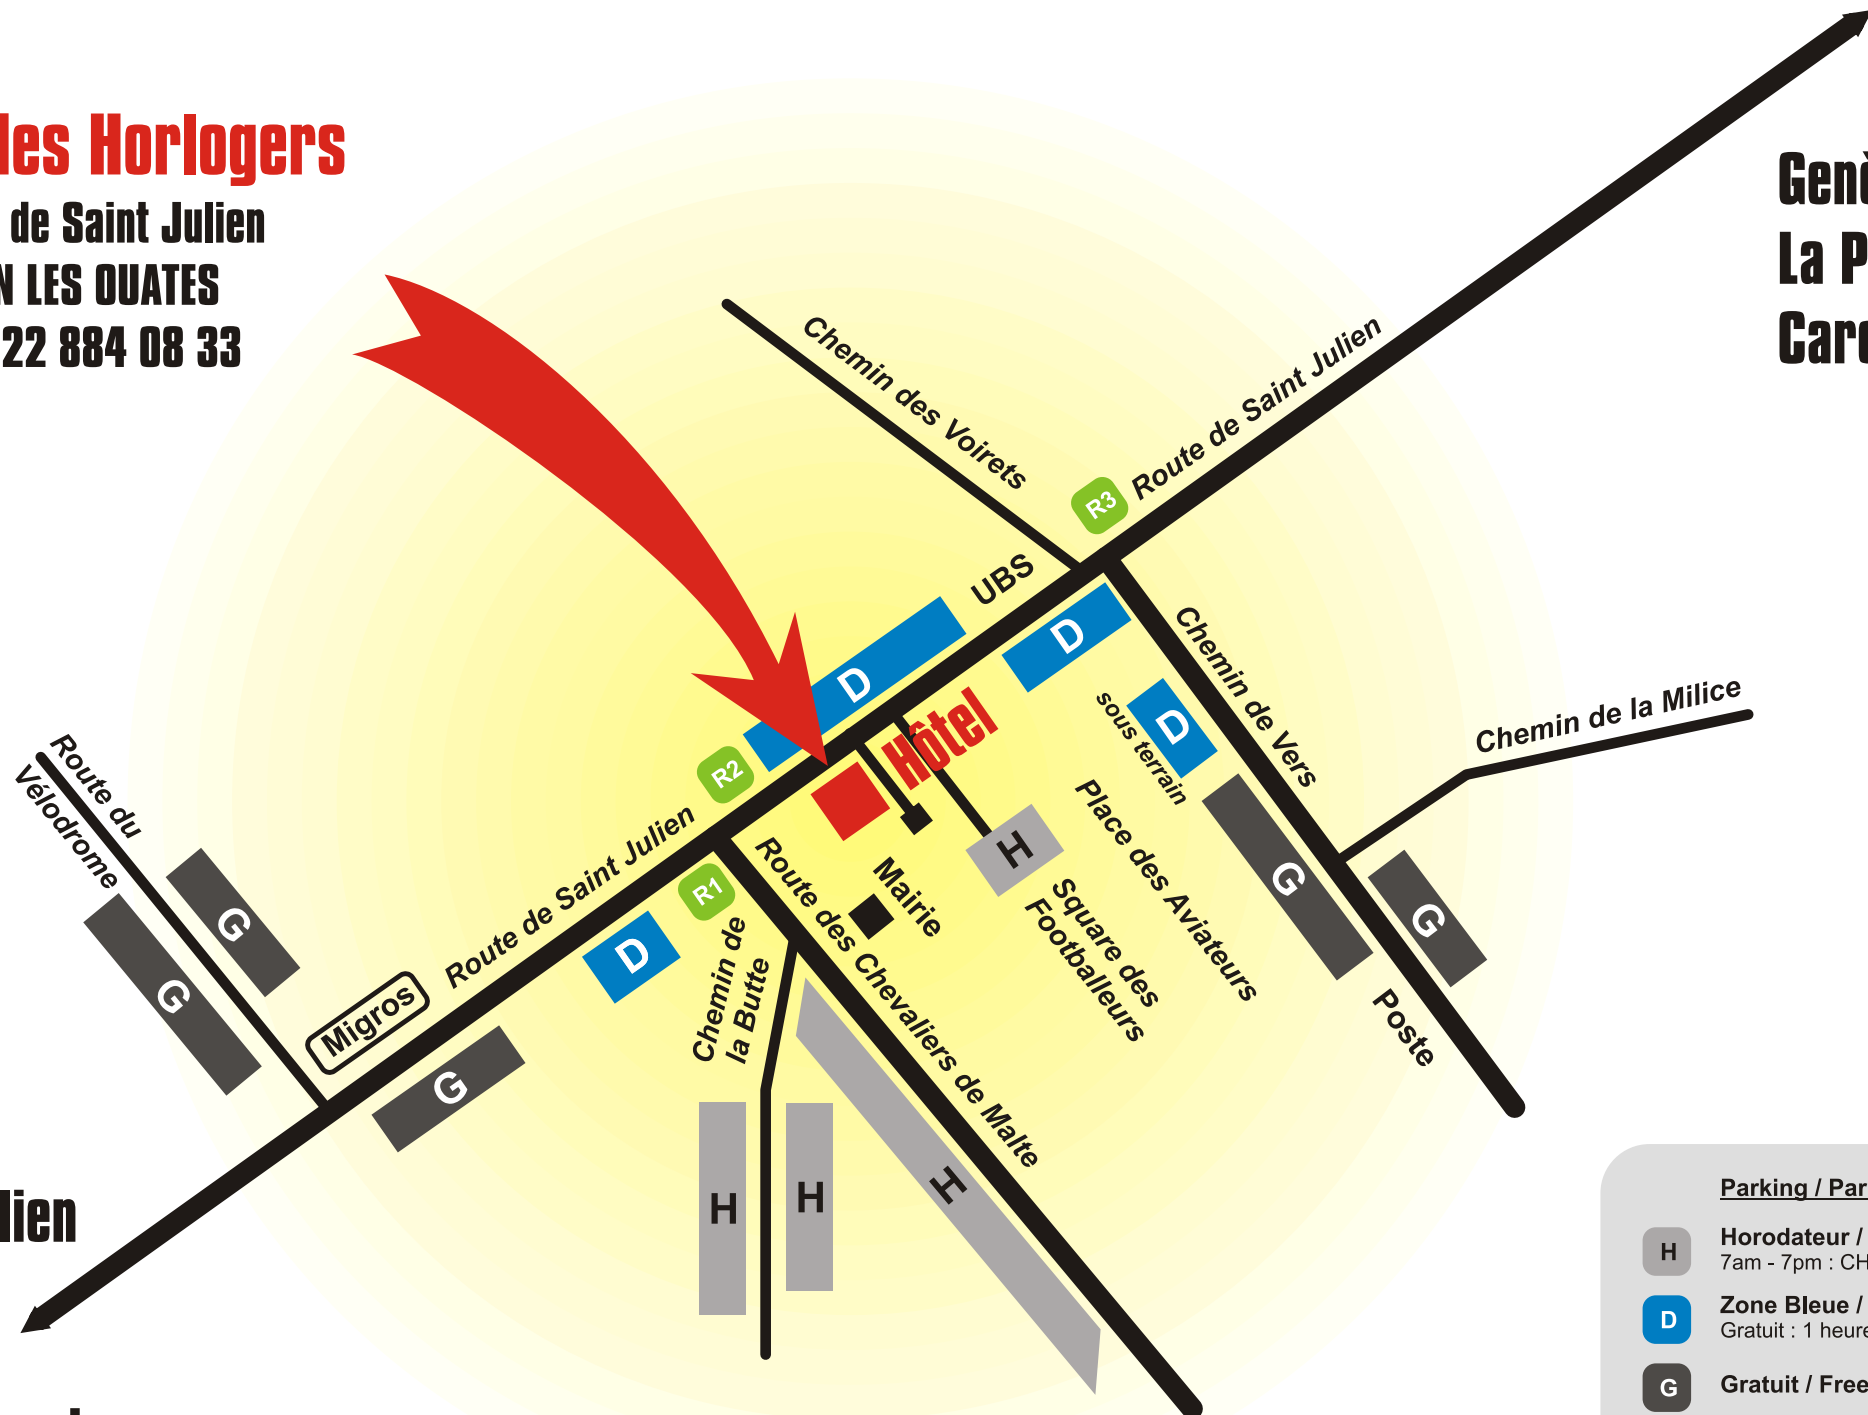 des Horlogers
de Saint Julien
N LES OUATES
22 884 08 33
Genè
La P
Caro
Chemin des Voirets
Route de Saint Julien
R3
UBS
D
D
Hôtel
D
sous terrain
Chemin de Vers
Chemin de la Milice
R2
Route du
Vélodrome
G
G
Route de Saint Julien
R1
D
Migros
G
Mairie
H
Square des
Footballeurs
Place des Aviateurs
G
G
Poste
Chemin de
la Butte
Route des Chevaliers de Malte
H
H
H
lien
Parking / Par
H
Horodateur /
7am - 7pm : CH
D
Zone Bleue /
Gratuit : 1 heure
G
Gratuit / Free